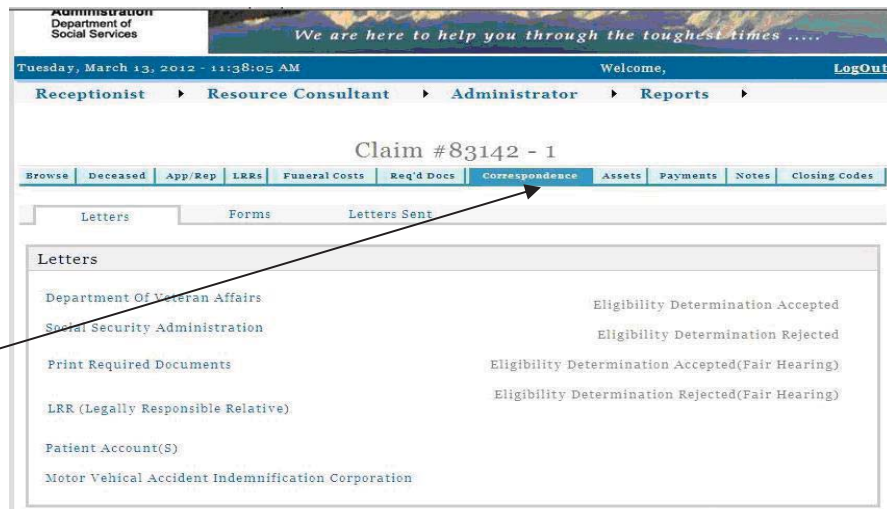 Administration
Department of
Social Services
We are here to help you through the toughest times .....
Tuesday, March 13, 2012 - 11:38:05 AM Welcome, LogOut
Receptionist Resource Consultant Administrator Reports
Claim #83142 - 1
Browse Deceased App/Rep LRRs Funeral Costs Req'd Docs Correspondence Assets Payments Notes Closing Codes
Letters Forms Letters Sent
Letters
Department Of Veteran Affairs
Social Security Administration
Print Required Documents
LRR (Legally Responsible Relative)
Patient Account(S)
Motor Vehical Accident Indemnification Corporation
Eligibility Determination Accepted
Eligibility Determination Rejected
Eligibility Determination Accepted(Fair Hearing)
Eligibility Determination Rejected(Fair Hearing)